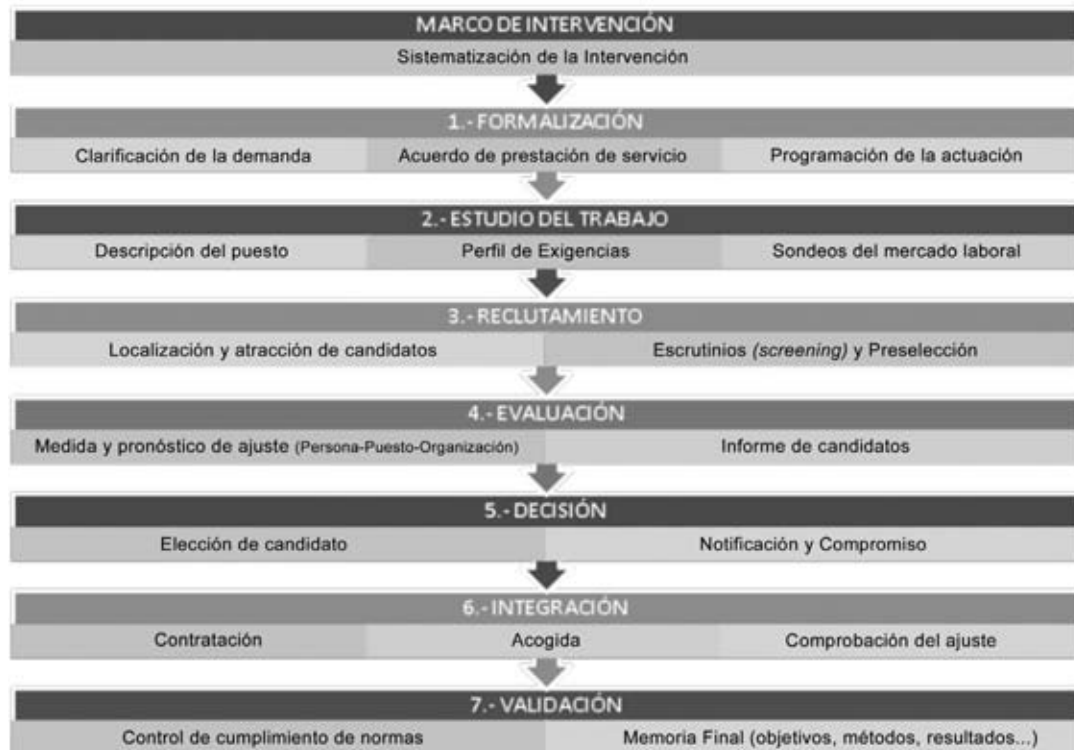 MARCO DE INTERVENCIÓN
Sistematización de la Intervención
1.- FORMALIZACIÓN
Clarificación de la demanda
Acuerdo de prestación de servicio
Programación de la actuación
2.- ESTUDIO DEL TRABAJO
Descripción del puesto
Perfil de Exigencias
Sondeos del mercado laboral
3.- RECLUTAMIENTO
Localización y atracción de candidatos
Escrutinios (screening) y Preselección
4.- EVALUACIÓN
Medida y pronóstico de ajuste (Persona-Puesto-Organización)
Informe de candidatos
5.- DECISIÓN
Elección de candidato
Notificación y Compromiso
6.- INTEGRACIÓN
Contratación
Acogida
Comprobación del ajuste
7.- VALIDACIÓN
Control de cumplimiento de normas
Memoria Final (objetivos, métodos, resultados...)